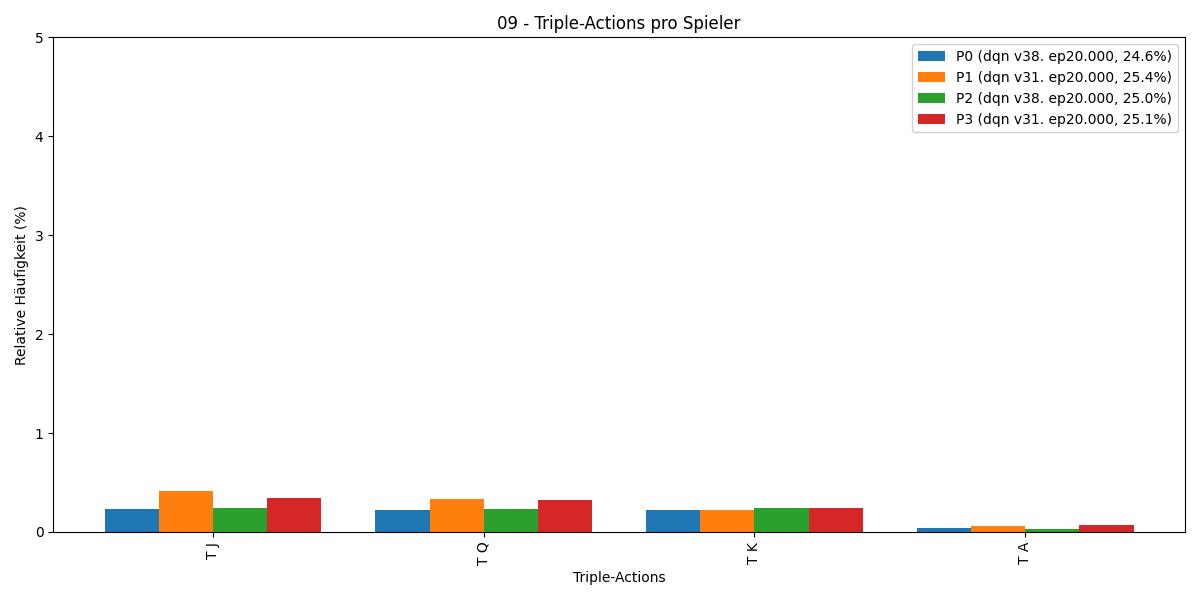 09 - Triple-Actions pro Spieler
P0 (dqn v38. ep20.000, 24.6%)
P1 (dqn v31. ep20.000, 25.4%)
P2 (dqn v38. ep20.000, 25.0%)
P3 (dqn v31. ep20.000, 25.1%)
Relative Häufigkeit (%)
5
4
3
2
1
0
T J
T Q
T K
T A
Triple-Actions